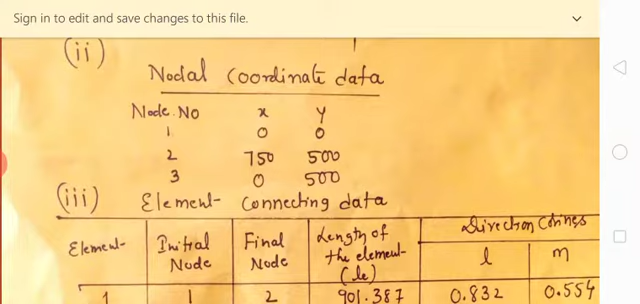 Sign in to edit and save changes to this file.
(ii)
Nodal Coordinate data
Node. No x y
1 0 0
2 750 500
3 0 500
(iii) Element- Connecting data
Element- Initial Node Final Node Length of the element- (le) Direction Cosines
l m
1 1 2 901.387 0.832 0.554